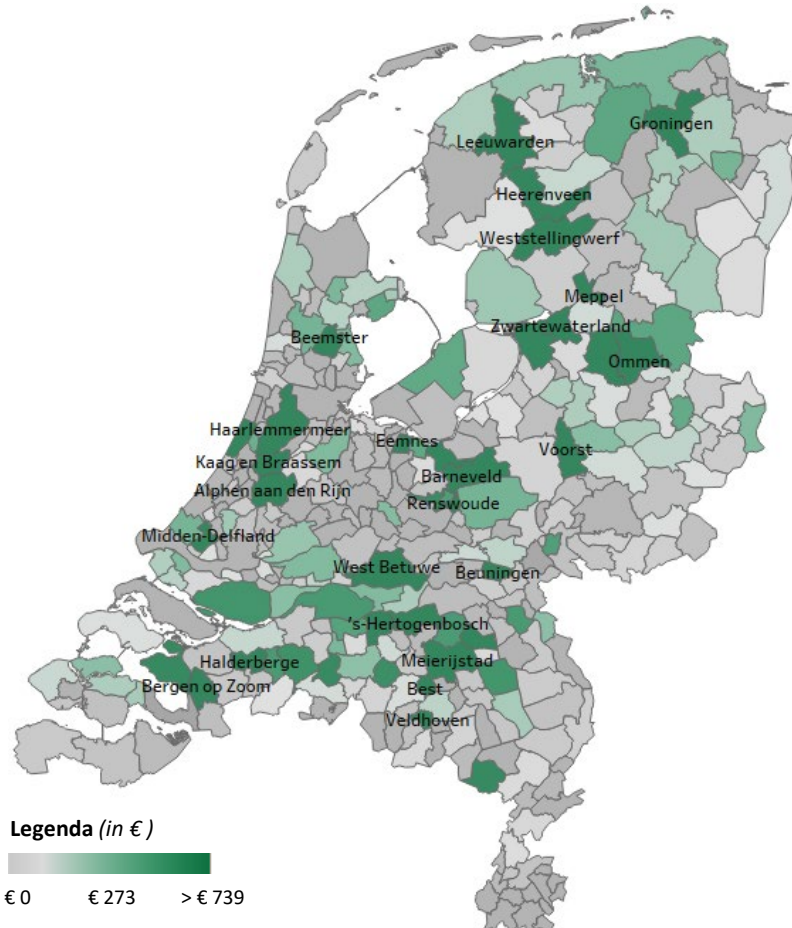 Groningen
Leeuwarden
Heerenveen
Weststellingwerf
Meppel
Zwartewaterland
Beemster
Ommen
Haarlemmermeer
Eemnes
Voorst
Kaag en Braassem
Barneveld
Alphen aan den Rijn
Renswoude
Midden-Delfland
West Betuwe
Beuningen
's-Hertogenbosch
Halderberge
Meierijstad
Bergen op Zoom
Best
Veldhoven
Legenda (in € )
€ 0 € 273 > € 739